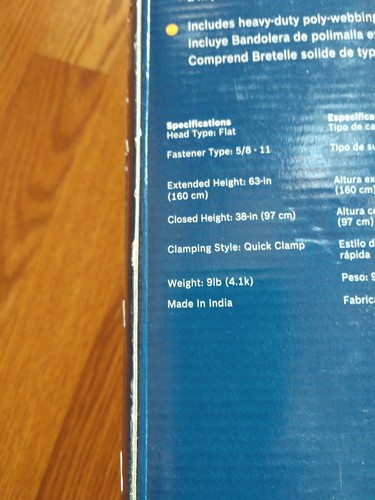 Includes heavy-duty poly-webbing
Incluye Bandolera de polimalla
Comprend Bretelle solide de
Specifications
Head Type: Flat
Fastener Type: 5/8 - 11
Extended Height: 63-in
(160 cm)
Closed Height: 38-in (97 cm)
Clamping Style: Quick Clamp
Weight: 9lb (4.1k)
Made In India
Tipo de
Tipo de
Altura
(160 cm)
Altura
(97 cm)
Estilo
rápida
Peso: